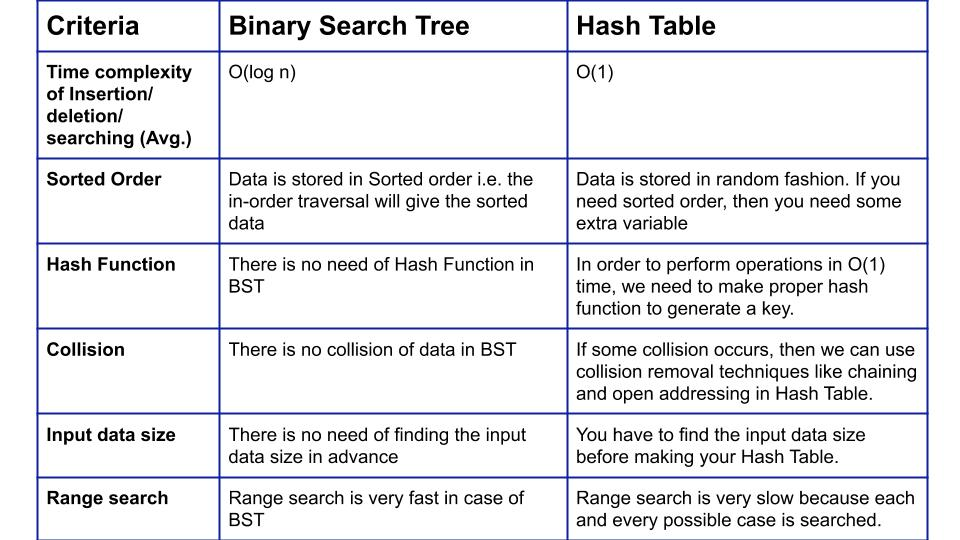 Criteria
Binary Search Tree
Hash Table
Time complexity
of Insertion/
deletion/
searching (Avg.)
O(log n)
O(1)
Sorted Order
Data is stored in Sorted order i.e. the
in-order traversal will give the sorted
data
Data is stored in random fashion. If you
need sorted order, then you need some
extra variable
Hash Function
There is no need of Hash Function in
BST
In order to perform operations in O(1)
time, we need to make proper hash
function to generate a key.
Collision
There is no collision of data in BST
If some collision occurs, then we can use
collision removal techniques like chaining
and open addressing in Hash Table.
Input data size
There is no need of finding the input
data size in advance
You have to find the input data size
before making your Hash Table.
Range search
Range search is very fast in case of
BST
Range search is very slow because each
and every possible case is searched.